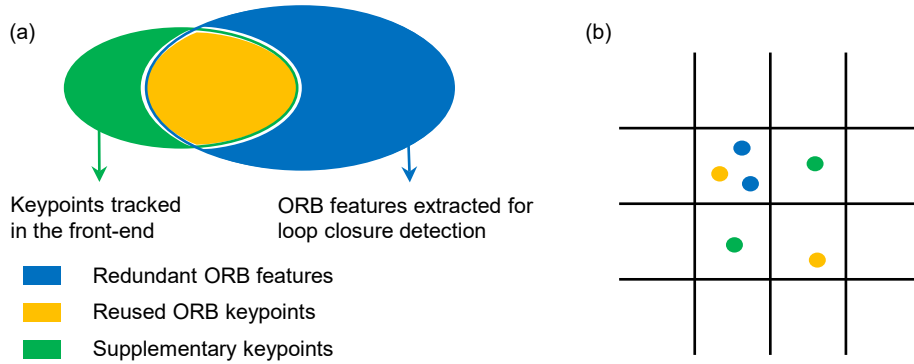 (a)
(b)
Keypoints tracked
in the front-end
ORB features extracted for
loop closure detection
Redundant ORB features
Reused ORB keypoints
Supplementary keypoints